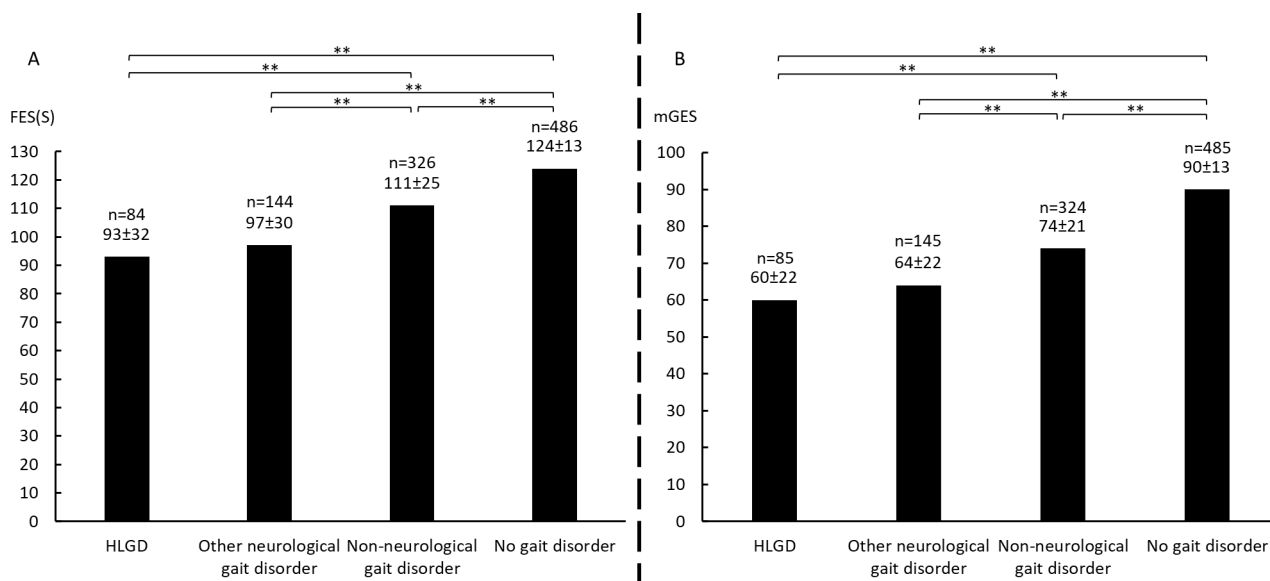 A
**
**
**
** **
FES(S)
n=486
124±13
n=326
111±25
n=144
97±30
n=84
93±32
130
120
110
100
90
80
70
60
50
40
30
20
10
0
HLGD
Other neurological
gait disorder
Non-neurological
gait disorder
No gait disorder
B
**
**
**
** **
mGES
n=485
90±13
n=324
74±21
n=145
64±22
n=85
60±22
100
90
80
70
60
50
40
30
20
10
0
HLGD
Other neurological
gait disorder
Non-neurological
gait disorder
No gait disorder